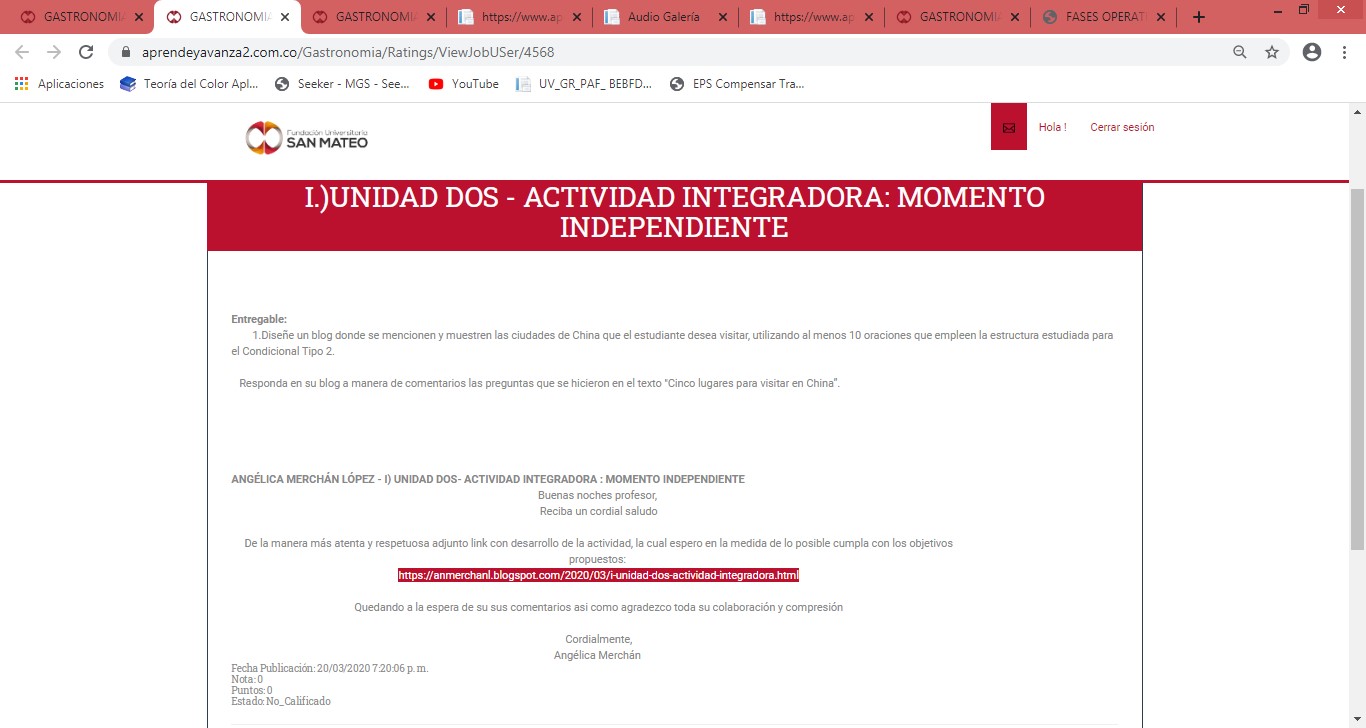 GASTRONOMI
GASTRONOMI
GASTRONOMI
https://www.ap
Audio Galería
https://www.ap
GASTRONOMI
FASES OPERAT
aprendeyavanza2.com.co/Gastronomia/Ratings/ViewJobUSer/4568
Aplicaciones
Teoría del Color Apl...
Seeker - MGS - See...
YouTube
UV_GR_PAF_ BEBFD...
EPS Compensar Tra...
Fundación Universitaria
SAN MATEO
Hola !
Cerrar sesión
I.)UNIDAD DOS - ACTIVIDAD INTEGRADORA: MOMENTO
INDEPENDIENTE
Entregable:
1.Diseñe un blog donde se mencionen y muestren las ciudades de China que el estudiante desea visitar, utilizando al menos 10 oraciones que empleen la estructura estudiada para
el Condicional Tipo 2.
Responda en su blog a manera de comentarios las preguntas que se hicieron en el texto "Cinco lugares para visitar en China".
ANGÉLICA MERCHÁN LÓPEZ - I) UNIDAD DOS- ACTIVIDAD INTEGRADORA : MOMENTO INDEPENDIENTE
Buenas noches profesor,
Reciba un cordial saludo
De la manera más atenta y respetuosa adjunto link con desarrollo de la actividad, la cual espero en la medida de lo posible cumpla con los objetivos
propuestos:
https://anmerchanl.blogspot.com/2020/03/i-unidad-dos-actividad-integradora.html
Quedando a la espera de su sus comentarios asi como agradezco toda su colaboración y compresión
Cordialmente,
Angélica Merchán
Fecha Publicación: 20/03/2020 7:20:06 p. m.
Nota: 0
Puntos: 0
Estado: No_Calificado